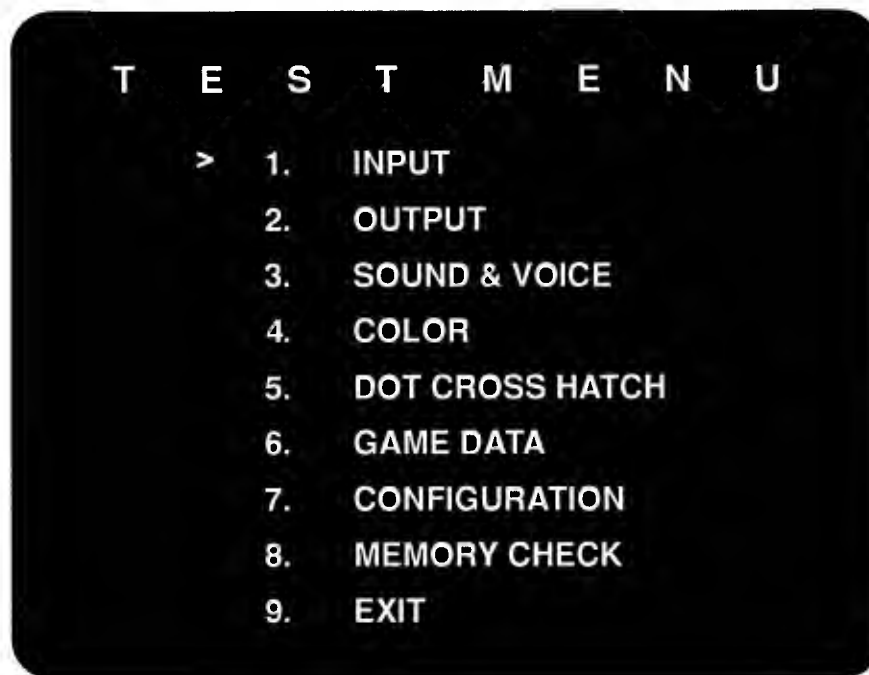 T E S T M E N U
> 1. INPUT
2. OUTPUT
3. SOUND & VOICE
4. COLOR
5. DOT CROSS HATCH
6. GAME DATA
7. CONFIGURATION
8. MEMORY CHECK
9. EXIT